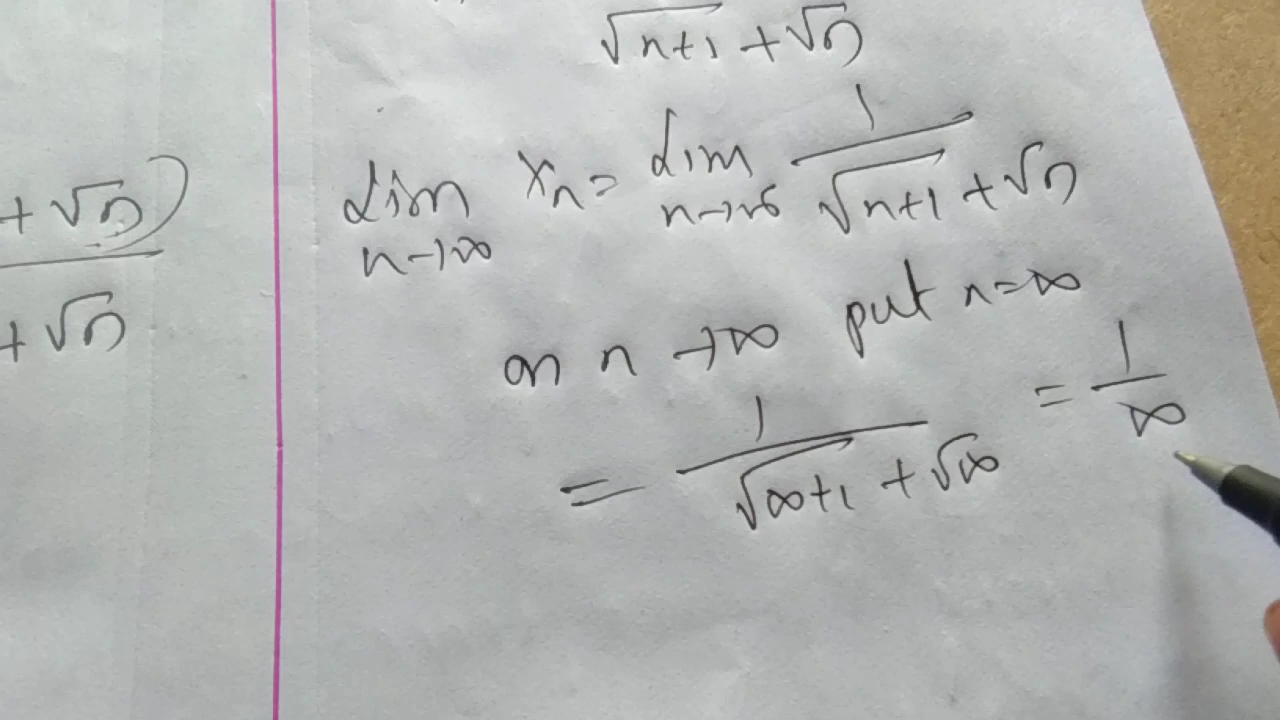 + √n)
+ √n
√n+1 + √n
lim n→∞ xn = lim n→∞ 1 / √n+1 + √n
on n → ∞ put n=∞
= 1 / √∞+1 + √∞ = 1 / ∞